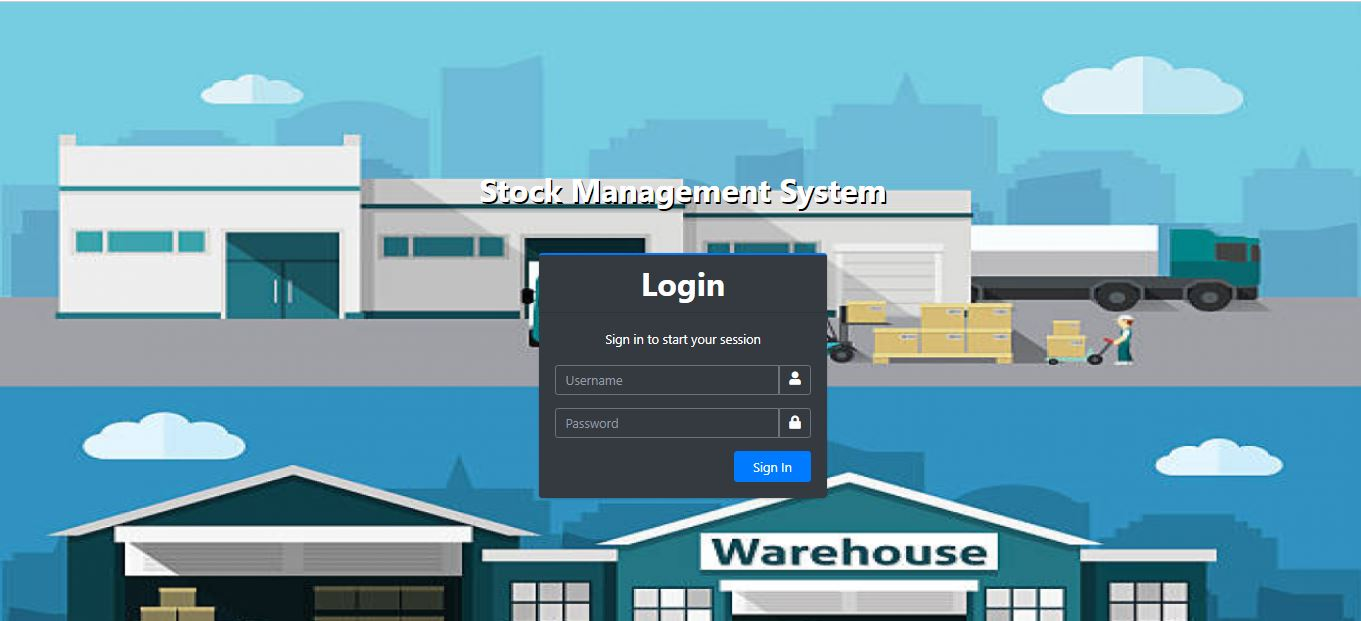 Stock Management System
Login
Sign in to start your session
Username
Password
Sign In
Warehouse